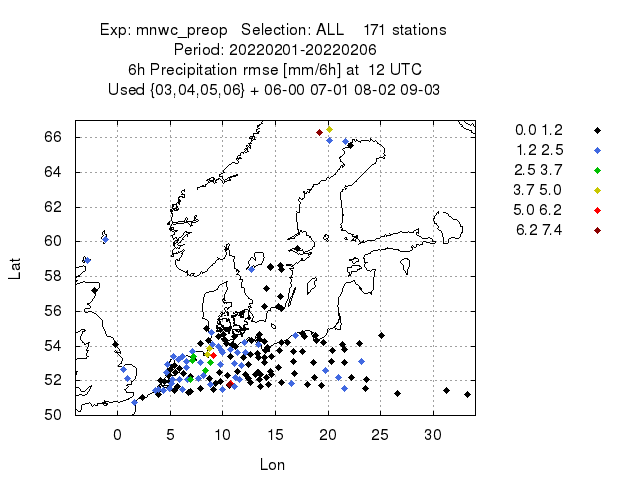 Exp: mnwc_preop   Selection: ALL    171 stations
Period: 20220201-20220206
6h Precipitation rmse [mm/6h] at  12 UTC
Used {03,04,05,06} + 06-00 07-01 08-02 09-03
66
64
62
60
58
56
54
52
50
Lat
0 5 10 15 20 25 30
Lon
0.0 1.2
1.2 2.5
2.5 3.7
3.7 5.0
5.0 6.2
6.2 7.4